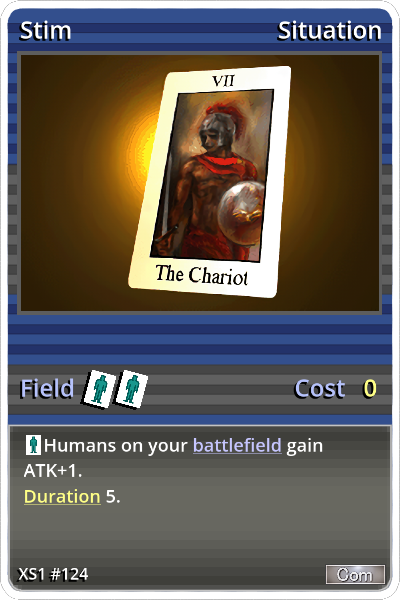 Stim Situation
VII
The Chariot
Field Cost 0
Humans on your battlefield gain
ATK+1.
Duration 5.
XS1 #124 Com